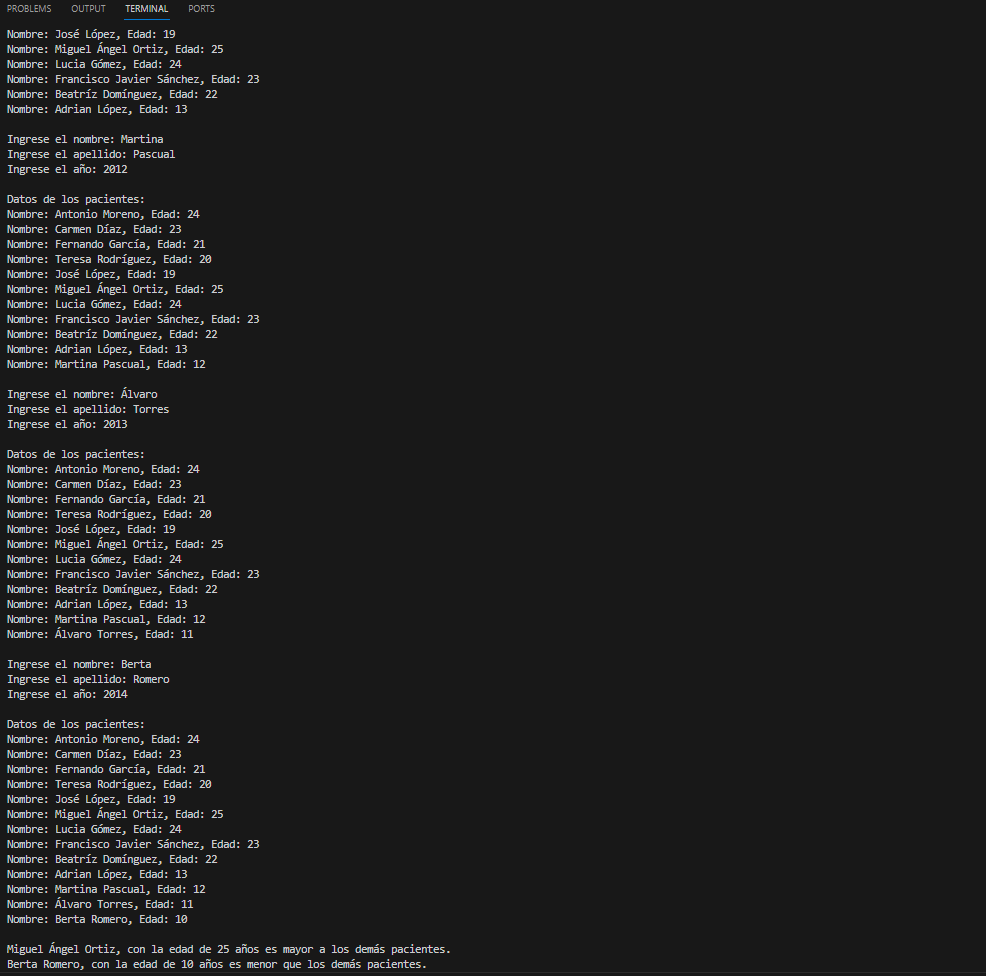 PROBLEMS OUTPUT TERMINAL PORTS
Nombre: José López, Edad: 19
Nombre: Miguel Ángel Ortiz, Edad: 25
Nombre: Lucia Gómez, Edad: 24
Nombre: Francisco Javier Sánchez, Edad: 23
Nombre: Beatríz Domínguez, Edad: 22
Nombre: Adrian López, Edad: 13
Ingrese el nombre: Martina
Ingrese el apellido: Pascual
Ingrese el año: 2012
Datos de los pacientes:
Nombre: Antonio Moreno, Edad: 24
Nombre: Carmen Díaz, Edad: 23
Nombre: Fernando García, Edad: 21
Nombre: Teresa Rodríguez, Edad: 20
Nombre: José López, Edad: 19
Nombre: Miguel Ángel Ortiz, Edad: 25
Nombre: Lucia Gómez, Edad: 24
Nombre: Francisco Javier Sánchez, Edad: 23
Nombre: Beatríz Domínguez, Edad: 22
Nombre: Adrian López, Edad: 13
Nombre: Martina Pascual, Edad: 12
Ingrese el nombre: Álvaro
Ingrese el apellido: Torres
Ingrese el año: 2013
Datos de los pacientes:
Nombre: Antonio Moreno, Edad: 24
Nombre: Carmen Díaz, Edad: 23
Nombre: Fernando García, Edad: 21
Nombre: Teresa Rodríguez, Edad: 20
Nombre: José López, Edad: 19
Nombre: Miguel Ángel Ortiz, Edad: 25
Nombre: Lucia Gómez, Edad: 24
Nombre: Francisco Javier Sánchez, Edad: 23
Nombre: Beatríz Domínguez, Edad: 22
Nombre: Adrian López, Edad: 13
Nombre: Martina Pascual, Edad: 12
Nombre: Álvaro Torres, Edad: 11
Ingrese el nombre: Berta
Ingrese el apellido: Romero
Ingrese el año: 2014
Datos de los pacientes:
Nombre: Antonio Moreno, Edad: 24
Nombre: Carmen Díaz, Edad: 23
Nombre: Fernando García, Edad: 21
Nombre: Teresa Rodríguez, Edad: 20
Nombre: José López, Edad: 19
Nombre: Miguel Ángel Ortiz, Edad: 25
Nombre: Lucia Gómez, Edad: 24
Nombre: Francisco Javier Sánchez, Edad: 23
Nombre: Beatríz Domínguez, Edad: 22
Nombre: Adrian López, Edad: 13
Nombre: Martina Pascual, Edad: 12
Nombre: Álvaro Torres, Edad: 11
Nombre: Berta Romero, Edad: 10
Miguel Ángel Ortiz, con la edad de 25 años es mayor a los demás pacientes.
Berta Romero, con la edad de 10 años es menor que los demás pacientes.